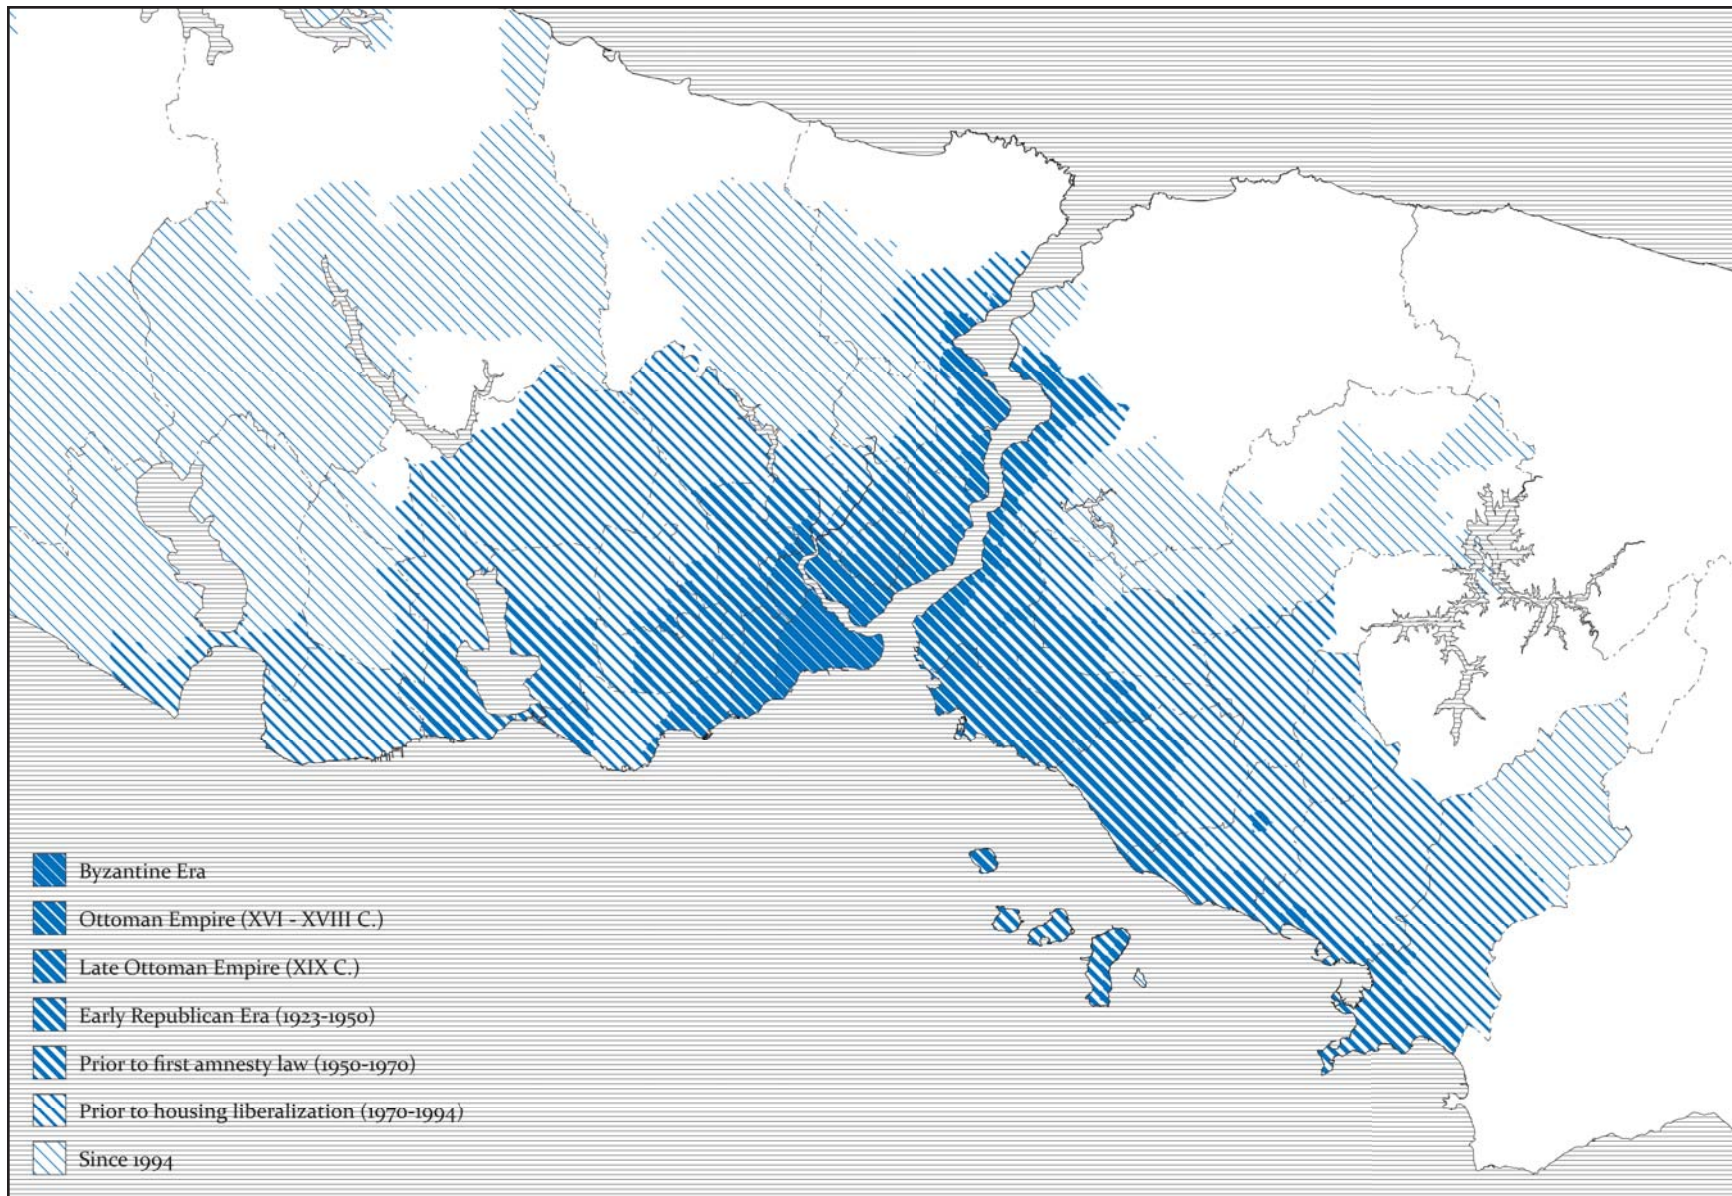 Byzantine Era
Ottoman Empire (XVI - XVIII C.)
Late Ottoman Empire (XIX C.)
Early Republican Era (1923-1950)
Prior to first amnesty law (1950-1970)
Prior to housing liberalization (1970-1994)
Since 1994